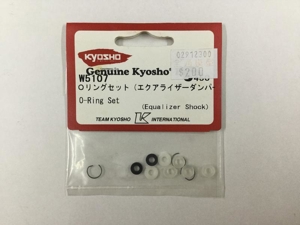 KYOSHO
Genuine Kyosho
W5107
Oリングセット (エクアライザーダンパー
O-Ring Set
(Equalizer Shock)
TEAM KYOSHO K INTERNATIONAL